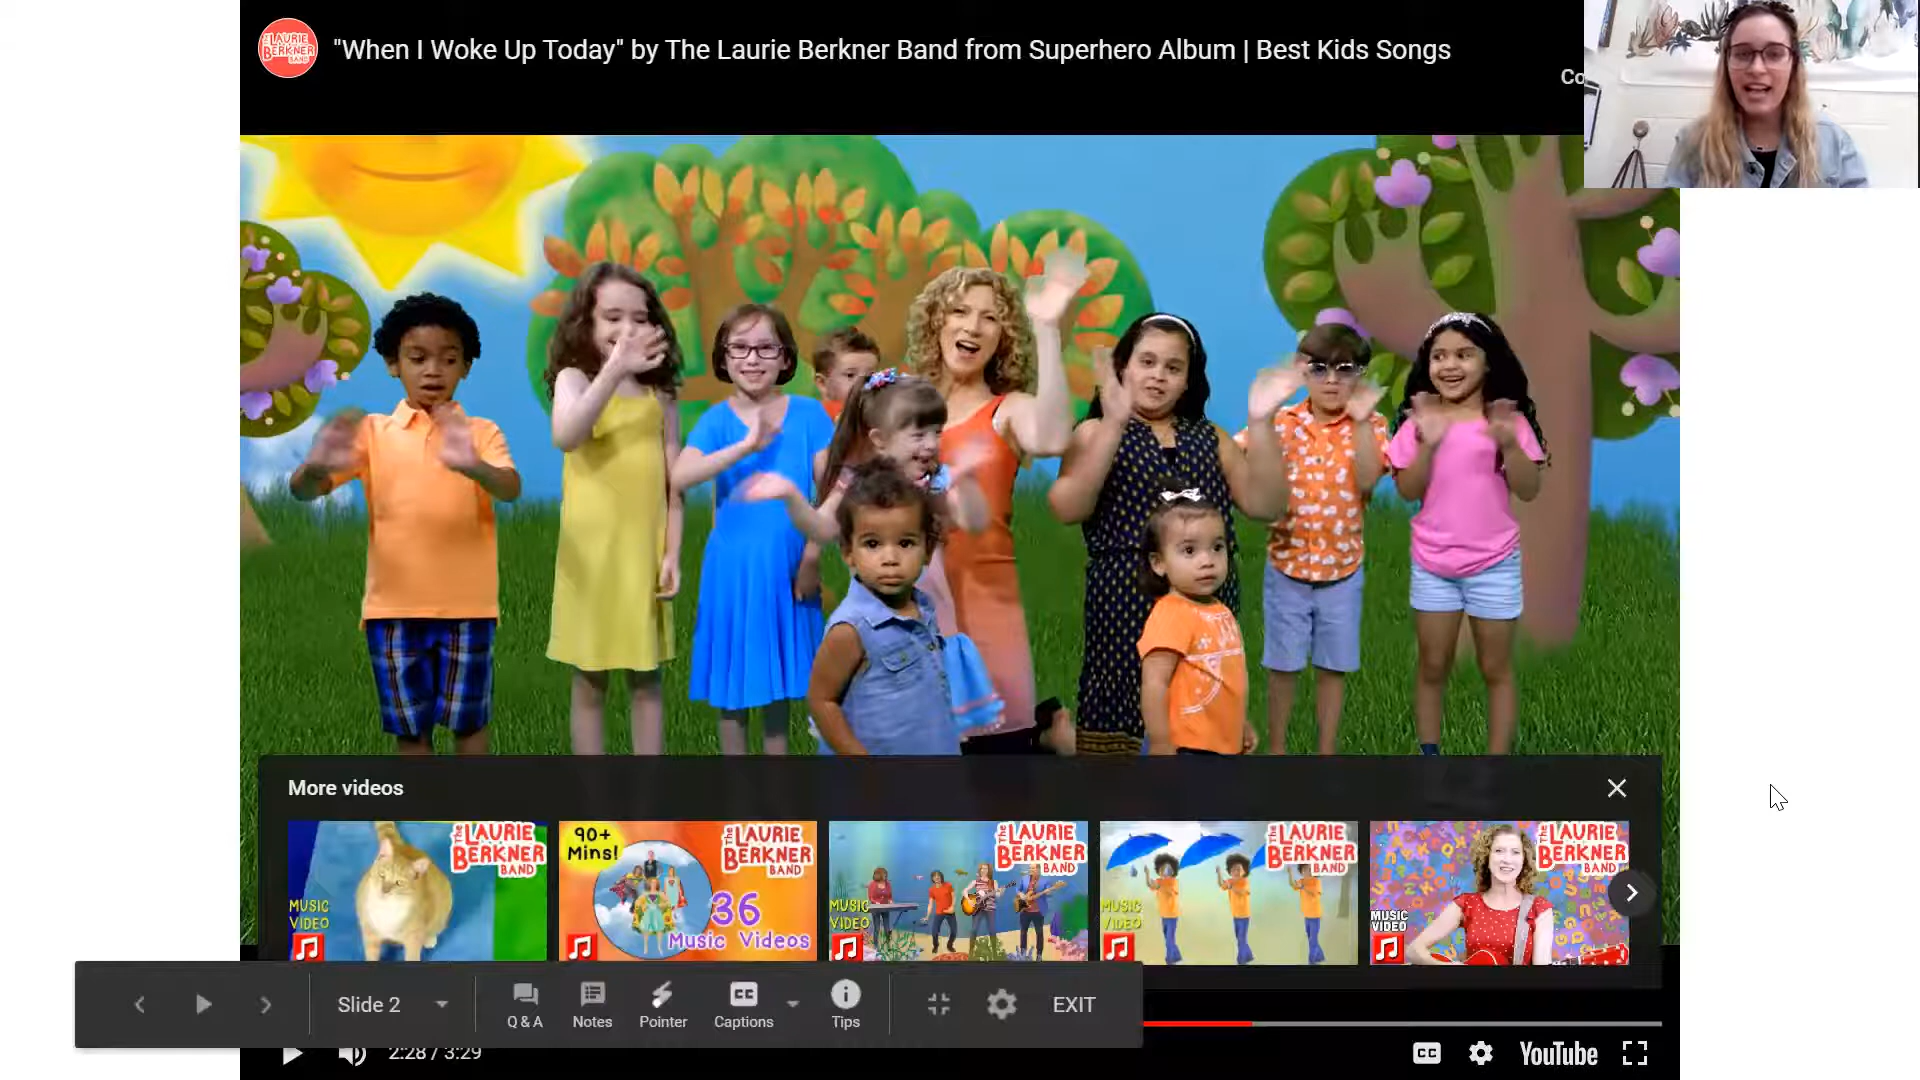 THE LAURIE BERKNER BAND
"When I Woke Up Today" by The Laurie Berkner Band from Superhero Album | Best Kids Songs
Co
More videos
THE LAURIE BERKNER BAND
MUSIC VIDEO
90+ Mins!
THE LAURIE BERKNER BAND
36 Music Videos
THE LAURIE BERKNER BAND
MUSIC VIDEO
THE LAURIE BERKNER BAND
MUSIC VIDEO
THE LAURIE BERKNER BAND
MUSIC VIDEO
Slide 2
Q & A
Notes
Pointer
Captions
Tips
EXIT
2:28 / 3:29
CC
YouTube